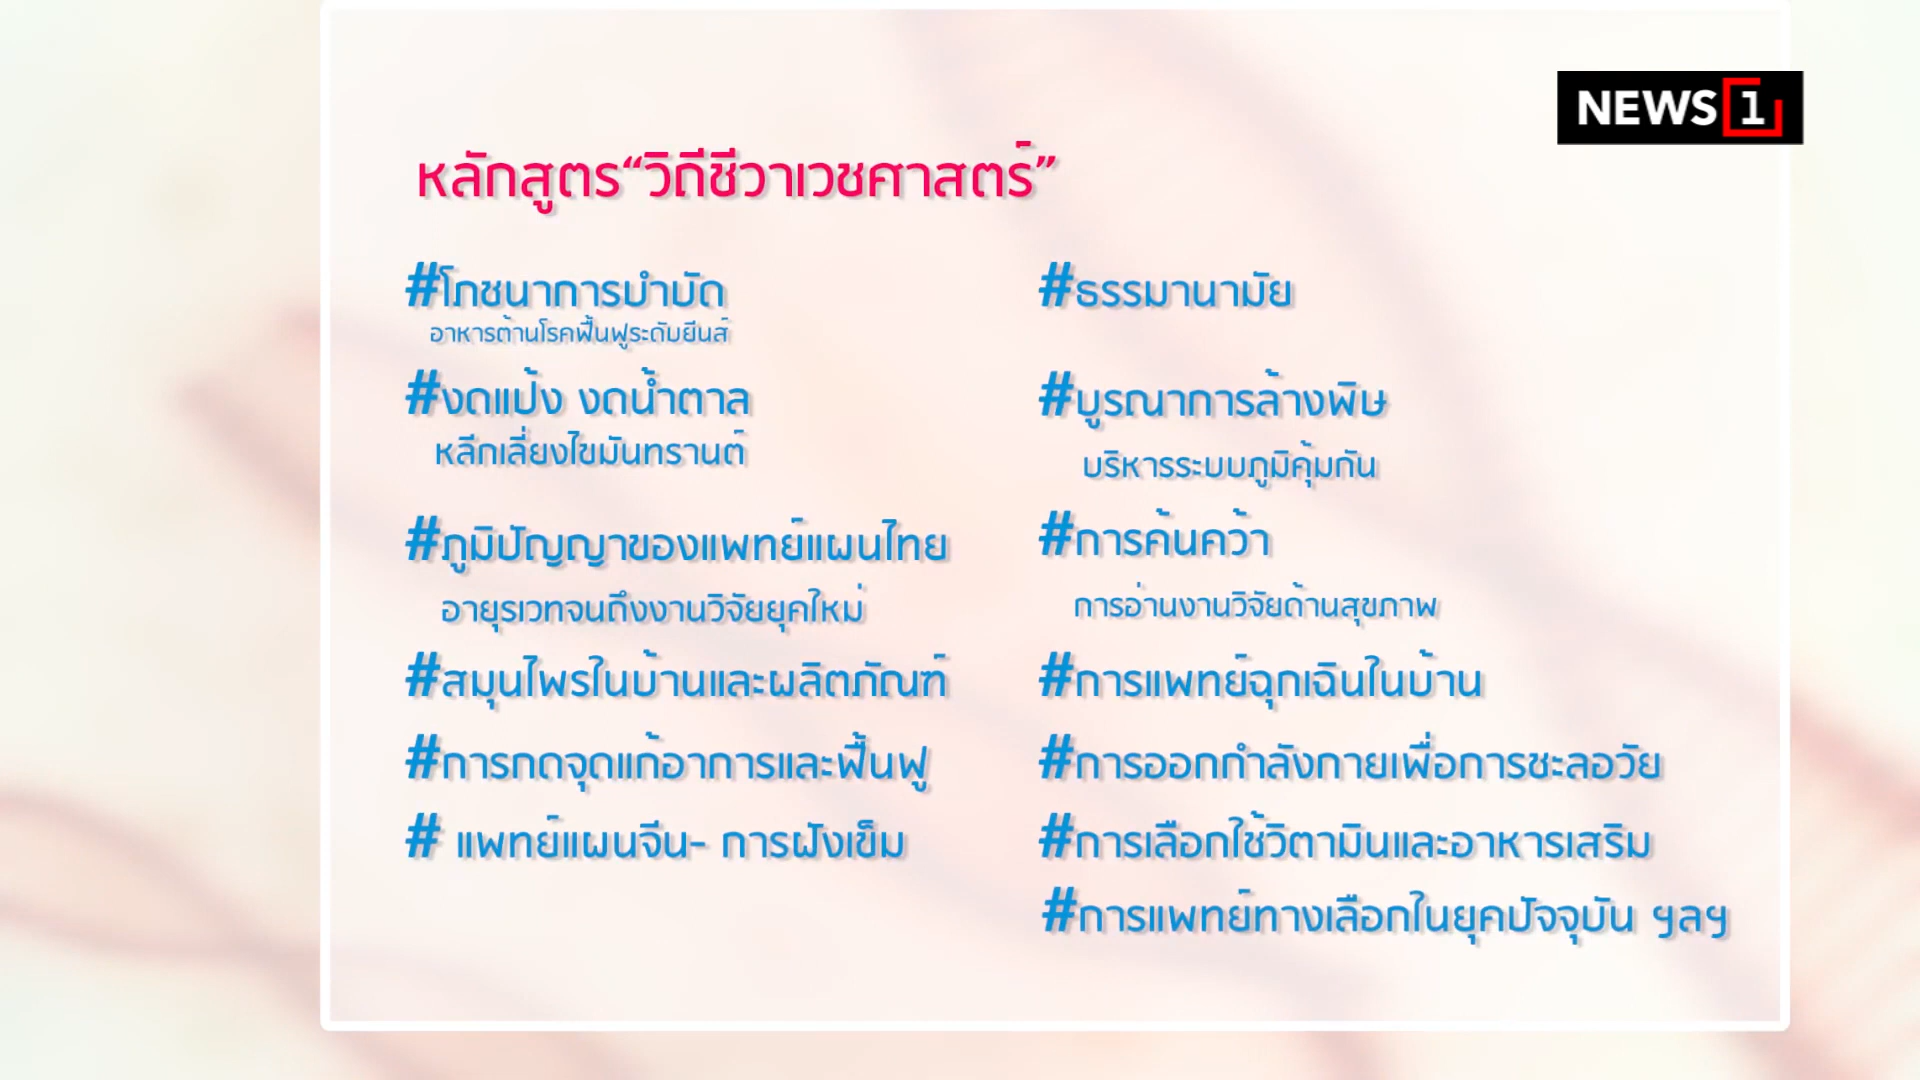 NEWS 1
หลักสูตร“วิถีชีวาเวชศาสตร์”
#โภชนาการบำบัด
อาหารต้านโรคฟื้นฟูระดับยีนส์
#งดแป้ง งดน้ำตาล
หลีกเลี่ยงไขมันทรานต์
#ภูมิปัญญาของแพทย์แผนไทย
อายุรเวทจนถึงงานวิจัยยุคใหม่
#สมุนไพรในบ้านและผลิตภัณฑ์
#การกดจุดแก้อาการและฟื้นฟู
# แพทย์แผนจีน- การฝังเข็ม
#ธรรมานามัย
#บูรณาการล้างพิษ
บริหารระบบภูมิคุ้มกัน
#การค้นคว้า
การอ่านงานวิจัยด้านสุขภาพ
#การแพทย์ฉุกเฉินในบ้าน
#การออกกำลังกายเพื่อการชะลอวัย
#การเลือกใช้วิตามินและอาหารเสริม
#การแพทย์ทางเลือกในยุคปัจจุบัน ฯลฯ